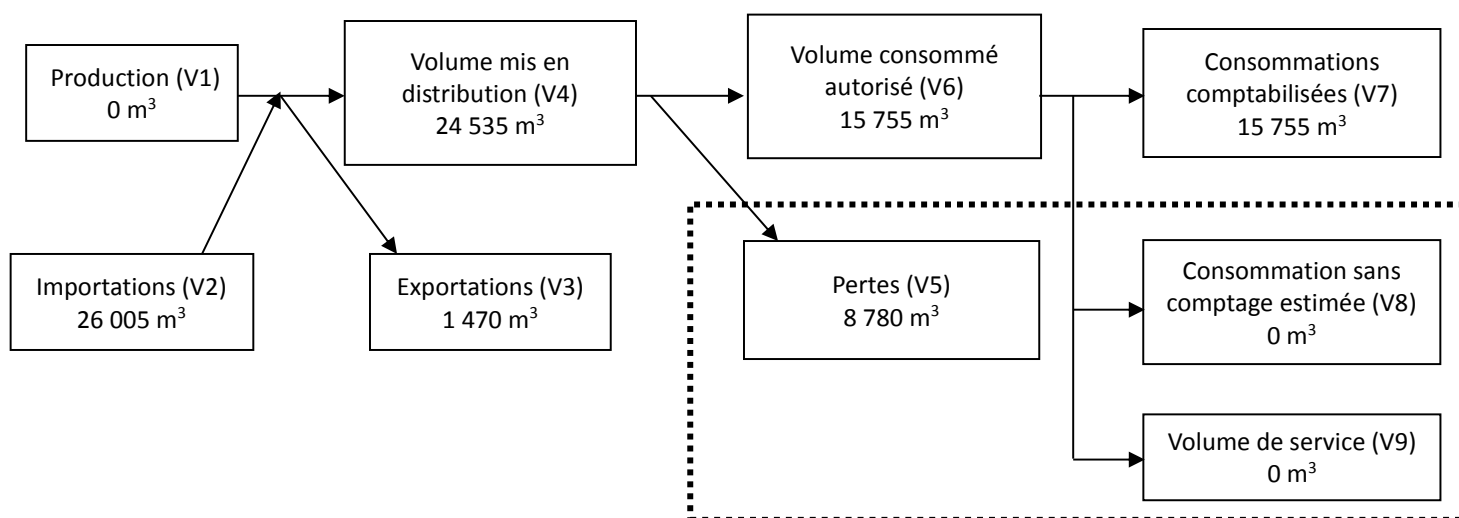 Production (V1)
0 m³
Volume mis en
distribution (V4)
24 535 m³
Volume consommé
autorisé (V6)
15 755 m³
Consommations
comptabilisées (V7)
15 755 m³
Importations (V2)
26 005 m³
Exportations (V3)
1 470 m³
Pertes (V5)
8 780 m³
Consommation sans
comptage estimée (V8)
0 m³
Volume de service (V9)
0 m³